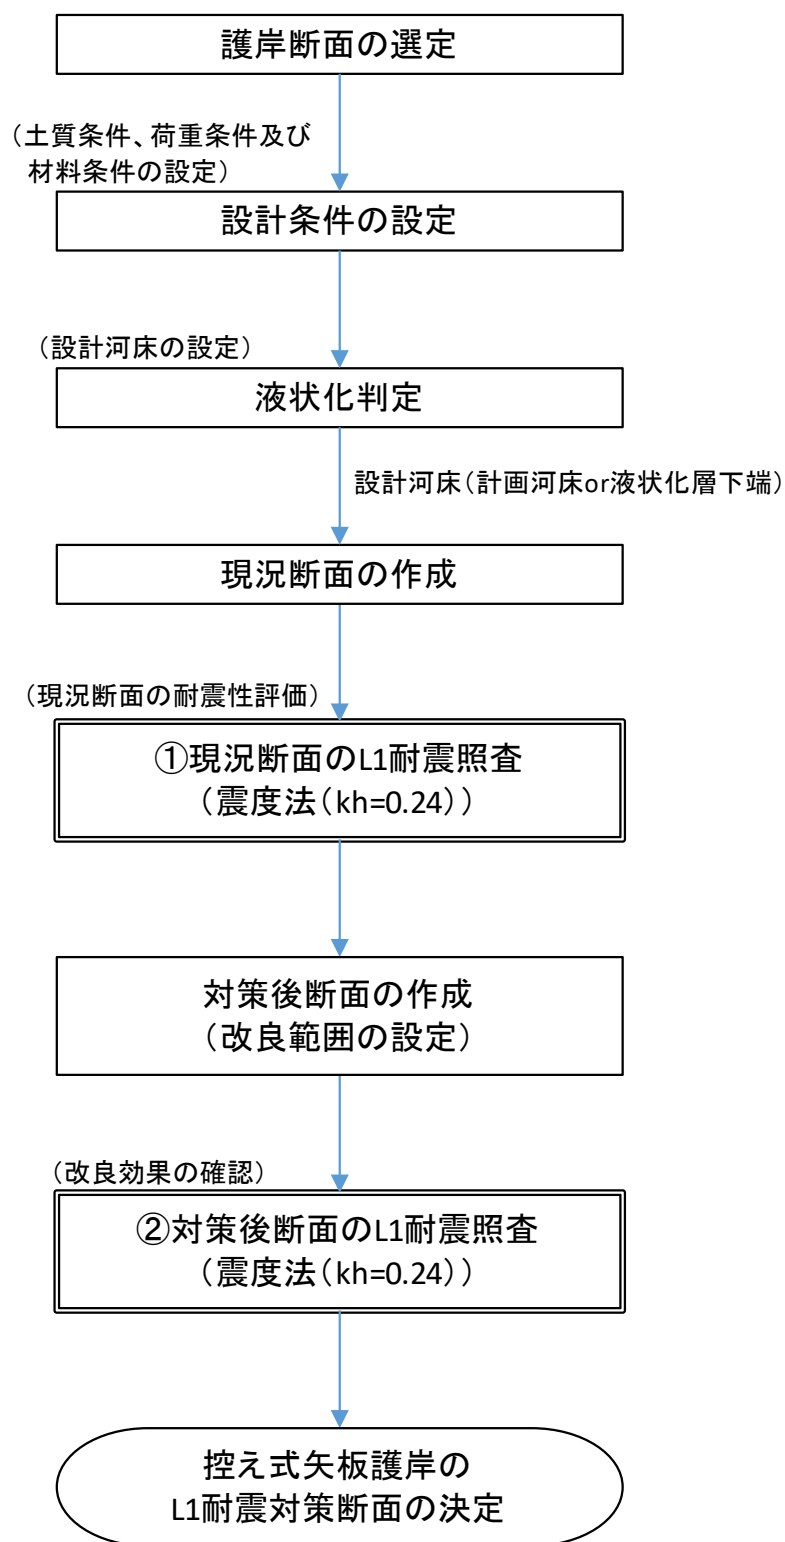 護岸断面の選定
（土質条件、荷重条件及び
材料条件の設定）
設計条件の設定
（設計河床の設定）
液状化判定
設計河床（計画河床or液状化層下端）
現況断面の作成
（現況断面の耐震性評価）
①現況断面のL1耐震照査
（震度法（kh=0.24））
対策後断面の作成
（改良範囲の設定）
（改良効果の確認）
②対策後断面のL1耐震照査
（震度法（kh=0.24））
控え式矢板護岸の
L1耐震対策断面の決定